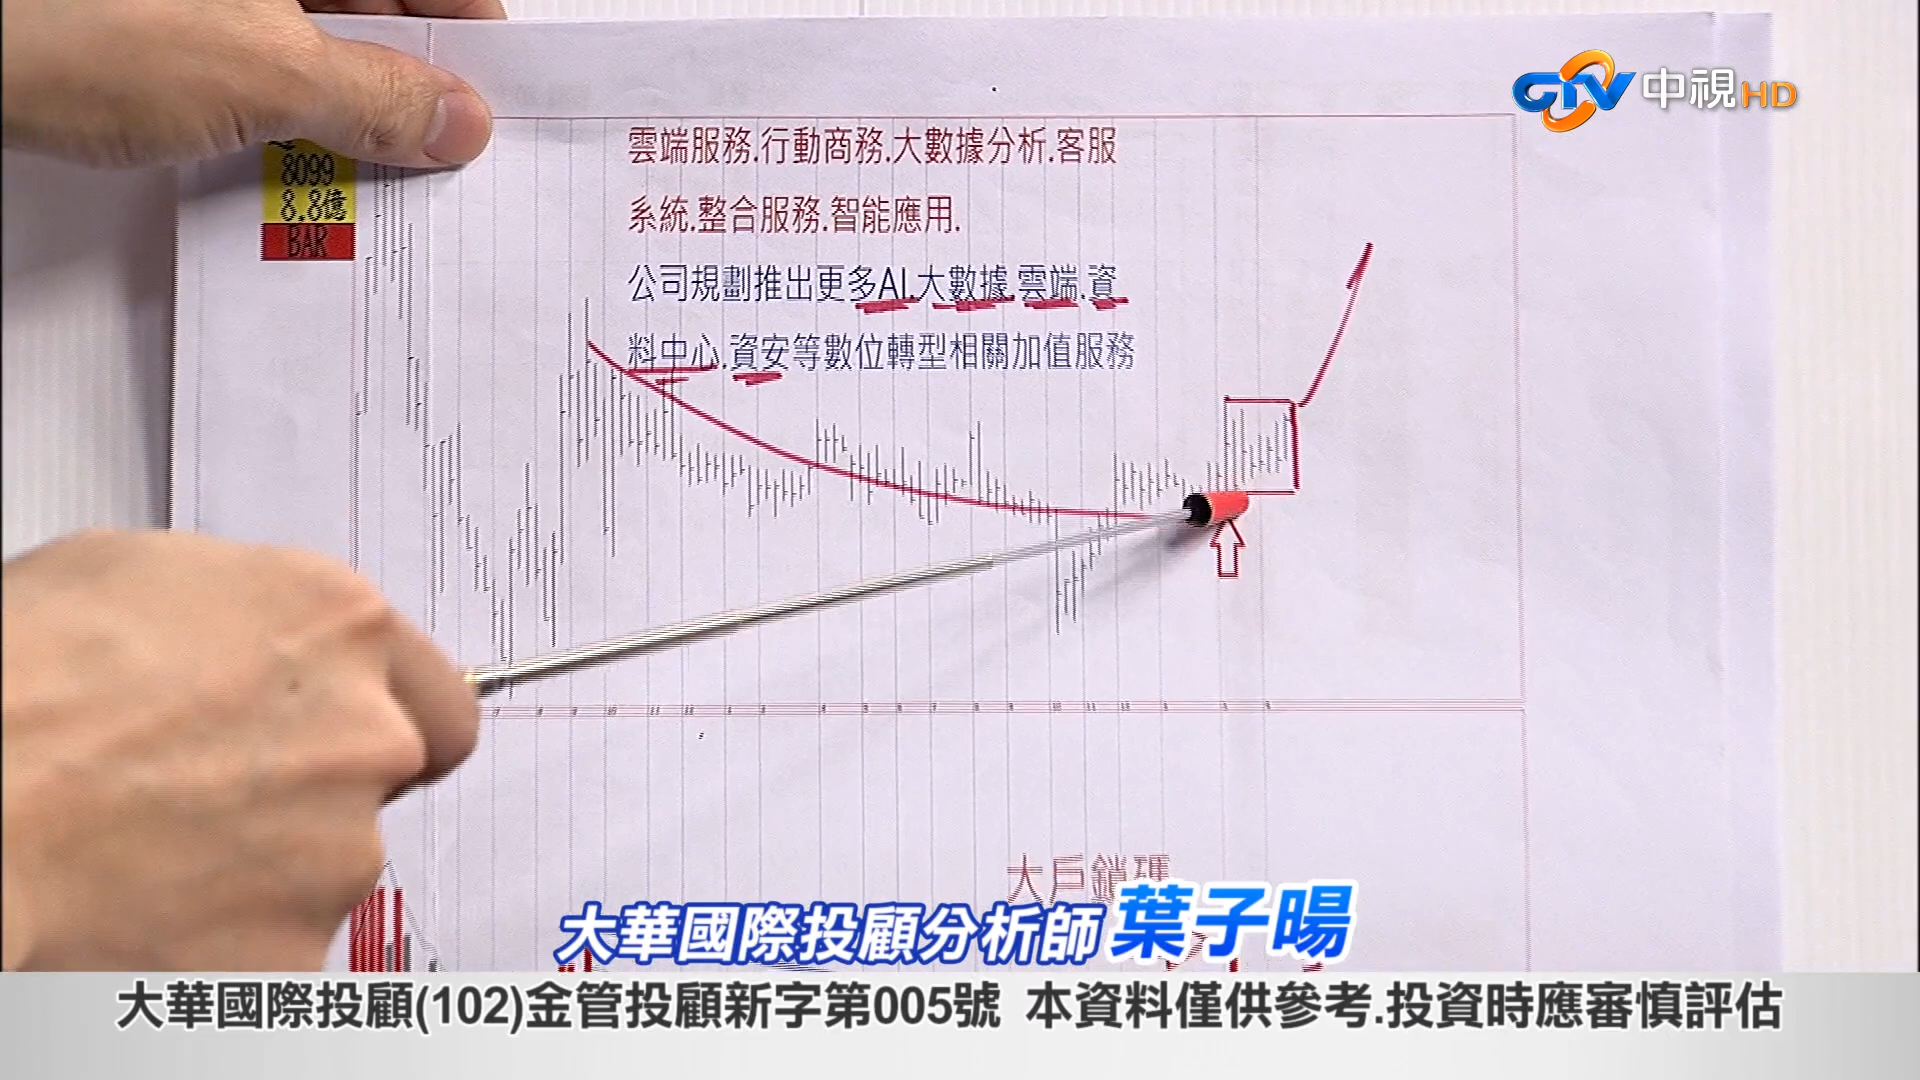 CTV 中視HD
8099
8.8億
BAR
雲端服務.行動商務.大數據分析.客服
系統.整合服務.智能應用.
公司規劃推出更多AI.大數據.雲端.資
料中心.資安等數位轉型相關加值服務
大戶鎖碼
大華國際投顧分析師 葉子暘
大華國際投顧(102)金管投顧新字第005號 本資料僅供參考.投資時應審慎評估